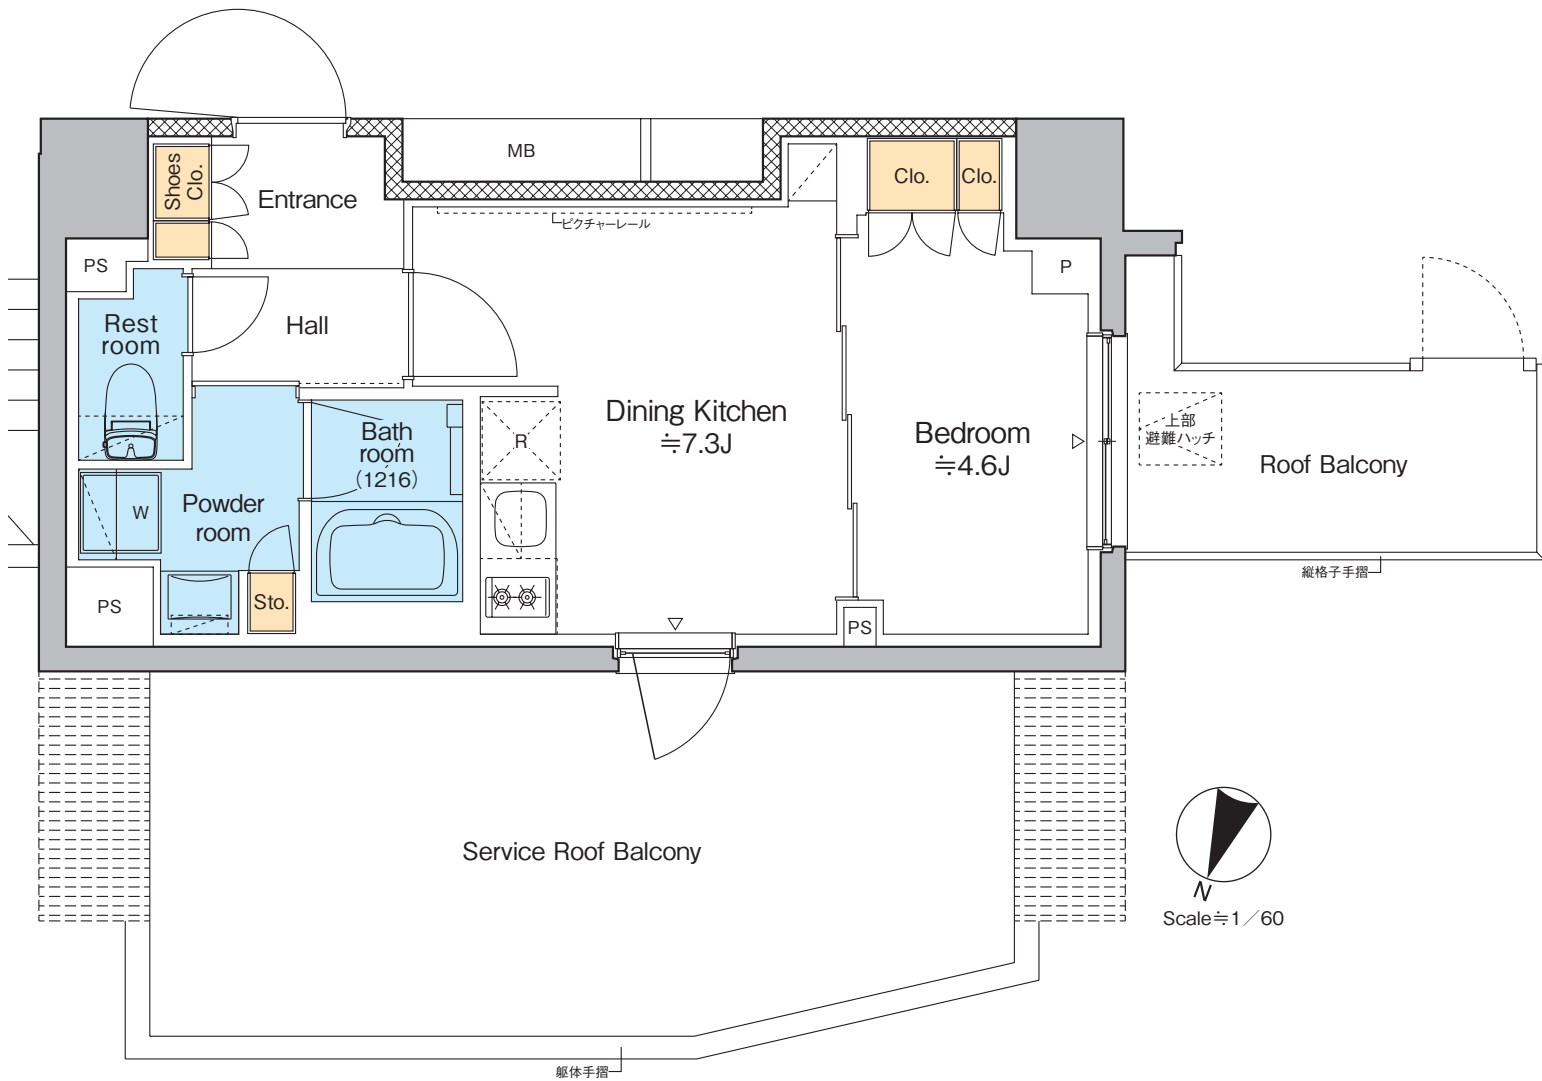 MB
Shoes
Clo.
Entrance
Clo.
Clo.
ピクチャーレール
PS
P
Rest
room
Hall
Dining Kitchen
≒7.3J
Bedroom
≒4.6J
上部
避難ハッチ
Roof Balcony
Bath
room
(1216)
R
W
Powder
room
縦格子手摺
PS
Sto.
PS
Service Roof Balcony
N
Scale≒1/60
躯体手摺